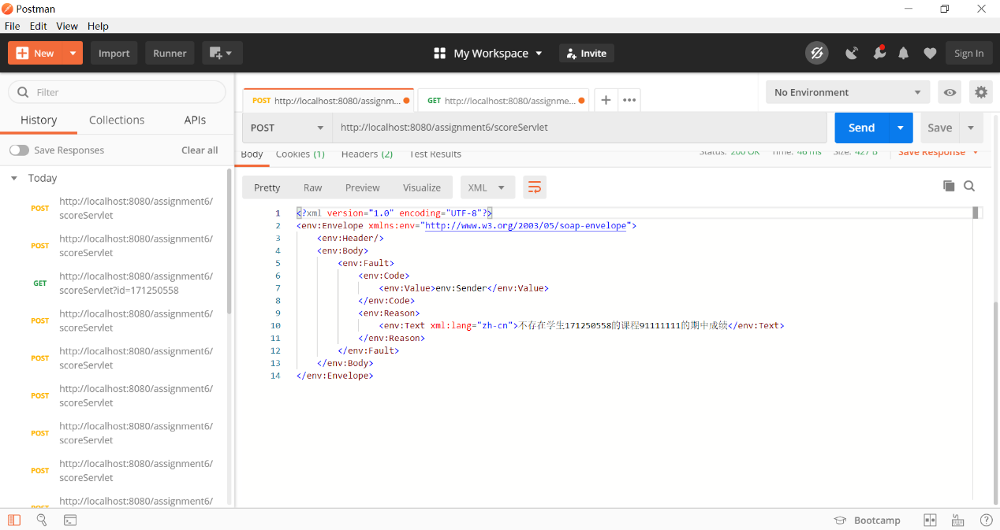 Postman
File Edit View Help
New Import Runner My Workspace Invite Sign In
Filter
History Collections APIs
Save Responses Clear all
Today
POST http://localhost:8080/assignment6/
scoreServlet
POST http://localhost:8080/assignment6/
scoreServlet
GET http://localhost:8080/assignment6/
scoreServlet?id=171250558
POST http://localhost:8080/assignment6/
scoreServlet
POST http://localhost:8080/assignment6/
scoreServlet
POST http://localhost:8080/assignment6/
scoreServlet
POST http://localhost:8080/assignment6/
scoreServlet
POST http://localhost:8080/assignment6/
scoreServlet
POST http://localhost:8080/assignment6/
POST http://localhost:8080/assignm... GET http://localhost:8080/assignme... + ••• No Environment
POST http://localhost:8080/assignment6/scoreServlet Send Save
Body Cookies (1) Headers (2) Test Results Status: 200 OK Time: 46 ms Size: 427 B Save Response
Pretty Raw Preview Visualize XML
1 <?xml version="1.0" encoding="UTF-8"?>
2 <env:Envelope xmlns:env="http://www.w3.org/2003/05/soap-envelope">
3 <env:Header/>
4 <env:Body>
5 <env:Fault>
6 <env:Code>
7 <env:Value>env:Sender</env:Value>
8 </env:Code>
9 <env:Reason>
10 <env:Text xml:lang="zh-cn">不存在学生171250558的课程91111111的期中成绩</env:Text>
11 </env:Reason>
12 </env:Fault>
13 </env:Body>
14 </env:Envelope>
Bootcamp